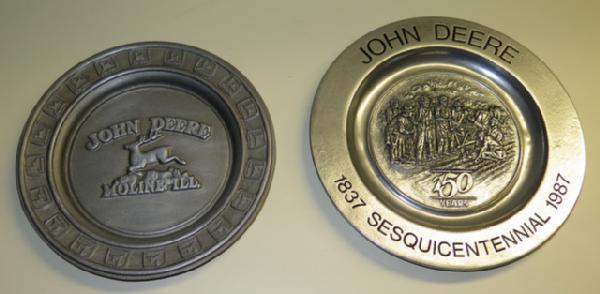 JOHN DEERE
MOLINE-ILL.
JOHN DEERE
150
YEARS
1837 SESQUICENTENNIAL 1987